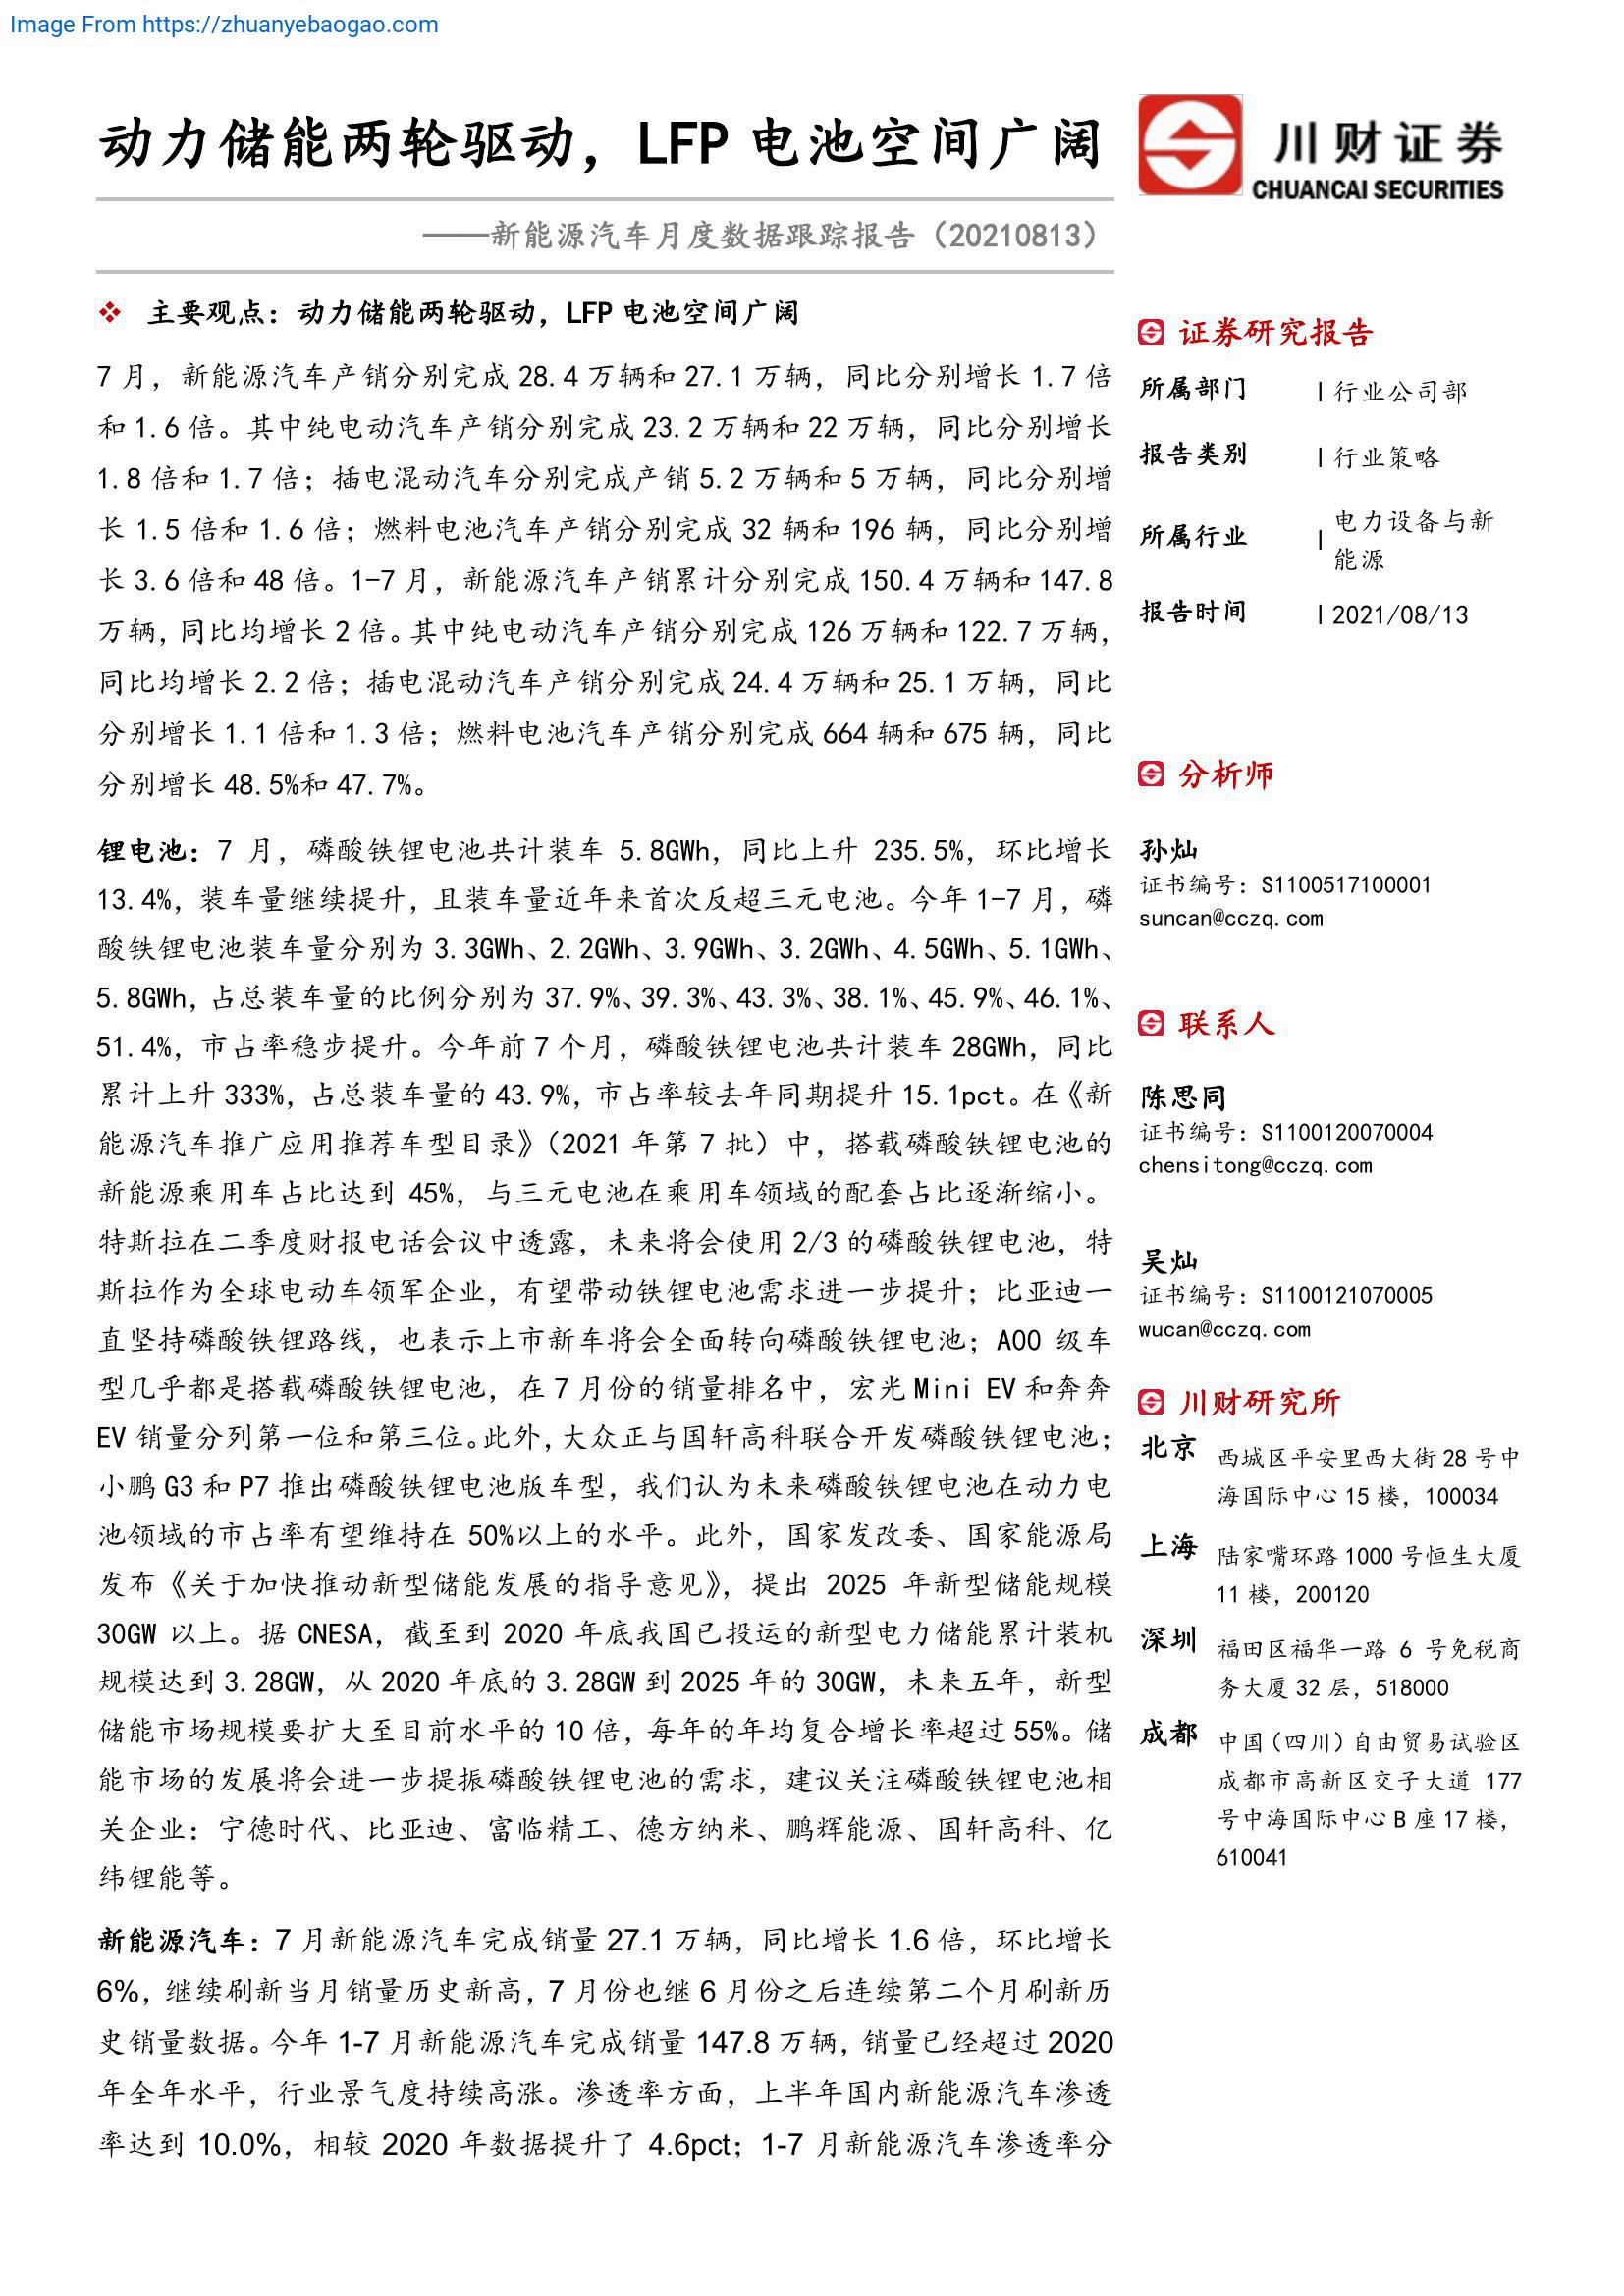 Image From https://zhuanyebaogao.com
动力储能两轮驱动，LFP 电池空间广阔
川财证券
CHUANCAI SECURITIES
——新能源汽车月度数据跟踪报告（20210813）
主要观点：动力储能两轮驱动，LFP 电池空间广阔
7 月，新能源汽车产销分别完成 28.4 万辆和 27.1 万辆，同比分别增长 1.7 倍
和 1.6 倍。其中纯电动汽车产销分别完成 23.2 万辆和 22 万辆，同比分别增长
1.8 倍和 1.7 倍；插电混动汽车分别完成产销 5.2 万辆和 5 万辆，同比分别增
长 1.5 倍和 1.6 倍；燃料电池汽车产销分别完成 32 辆和 196 辆，同比分别增
长 3.6 倍和 48 倍。1-7 月，新能源汽车产销累计分别完成 150.4 万辆和 147.8
万辆，同比均增长 2 倍。其中纯电动汽车产销分别完成 126 万辆和 122.7 万辆，
同比均增长 2.2 倍；插电混动汽车产销分别完成 24.4 万辆和 25.1 万辆，同比
分别增长 1.1 倍和 1.3 倍；燃料电池汽车产销分别完成 664 辆和 675 辆，同比
分别增长 48.5%和 47.7%。
锂电池：7 月，磷酸铁锂电池共计装车 5.8GWh，同比上升 235.5%，环比增长
13.4%，装车量继续提升，且装车量近年来首次反超三元电池。今年 1-7 月，磷
酸铁锂电池装车量分别为 3.3GWh、2.2GWh、3.9GWh、3.2GWh、4.5GWh、5.1GWh、
5.8GWh，占总装车量的比例分别为 37.9%、39.3%、43.3%、38.1%、45.9%、46.1%、
51.4%，市占率稳步提升。今年前 7 个月，磷酸铁锂电池共计装车 28GWh，同比
累计上升 333%，占总装车量的 43.9%，市占率较去年同期提升 15.1pct。在《新
能源汽车推广应用推荐车型目录》（2021 年第 7 批）中，搭载磷酸铁锂电池的
新能源乘用车占比达到 45%，与三元电池在乘用车领域的配套占比逐渐缩小。
特斯拉在二季度财报电话会议中透露，未来将会使用 2/3 的磷酸铁锂电池，特
斯拉作为全球电动车领军企业，有望带动铁锂电池需求进一步提升；比亚迪一
直坚持磷酸铁锂路线，也表示上市新车将会全面转向磷酸铁锂电池；A00 级车
型几乎都是搭载磷酸铁锂电池，在 7 月份的销量排名中，宏光 Mini EV 和奔奔
EV 销量分列第一位和第三位。此外，大众正与国轩高科联合开发磷酸铁锂电池；
小鹏 G3 和 P7 推出磷酸铁锂电池版车型，我们认为未来磷酸铁锂电池在动力电
池领域的市占率有望维持在 50%以上的水平。此外，国家发改委、国家能源局
发布《关于加快推动新型储能发展的指导意见》，提出 2025 年新型储能规模
30GW 以上。据 CNESA，截至到 2020 年底我国已投运的新型电力储能累计装机
规模达到 3.28GW，从 2020 年底的 3.28GW 到 2025 年的 30GW，未来五年，新型
储能市场规模要扩大至目前水平的 10 倍，每年的年均复合增长率超过 55%。储
能市场的发展将会进一步提振磷酸铁锂电池的需求，建议关注磷酸铁锂电池相
关企业：宁德时代、比亚迪、富临精工、德方纳米、鹏辉能源、国轩高科、亿
纬锂能等。
新能源汽车：7 月新能源汽车完成销量 27.1 万辆，同比增长 1.6 倍，环比增长
6%，继续刷新当月销量历史新高，7 月份也继 6 月份之后连续第二个月刷新历
史销量数据。今年 1-7 月新能源汽车完成销量 147.8 万辆，销量已经超过 2020
年全年水平，行业景气度持续高涨。渗透率方面，上半年国内新能源汽车渗透
率达到 10.0%，相较 2020 年数据提升了 4.6pct；1-7 月新能源汽车渗透率分
证券研究报告
所属部门 | 行业公司部
报告类别 | 行业策略
所属行业 | 电力设备与新
能源
报告时间 | 2021/08/13
分析师
孙灿
证书编号：S1100517100001
suncan@cczq.com
联系人
陈思同
证书编号：S1100120070004
chensitong@cczq.com
吴灿
证书编号：S1100121070005
wucan@cczq.com
川财研究所
北京 西城区平安里西大街 28 号中
海国际中心 15 楼，100034
上海 陆家嘴环路 1000 号恒生大厦
11 楼，200120
深圳 福田区福华一路 6 号免税商
务大厦 32 层，518000
成都 中国（四川）自由贸易试验区
成都市高新区交子大道 177
号中海国际中心 B 座 17 楼，
610041